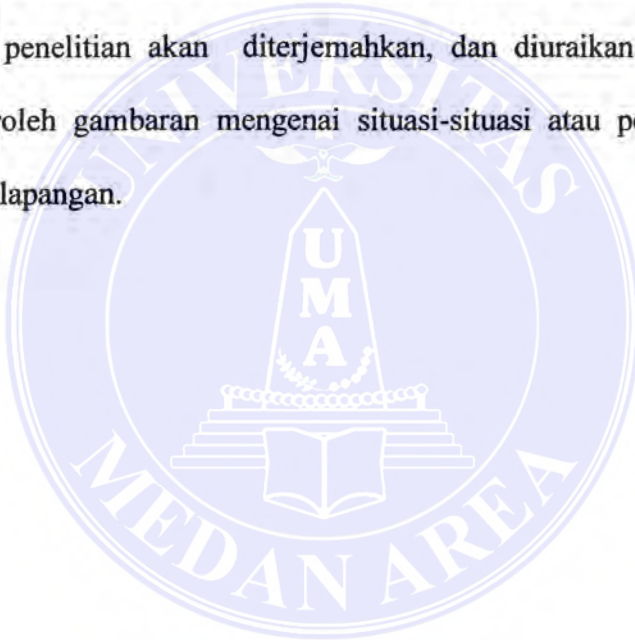 penelitian akan diterjemahkan, dan diuraikan
oleh gambaran mengenai situasi-situasi atau
lapangan.
UNIVERSITAS
U
M
A
MEDAN AREA